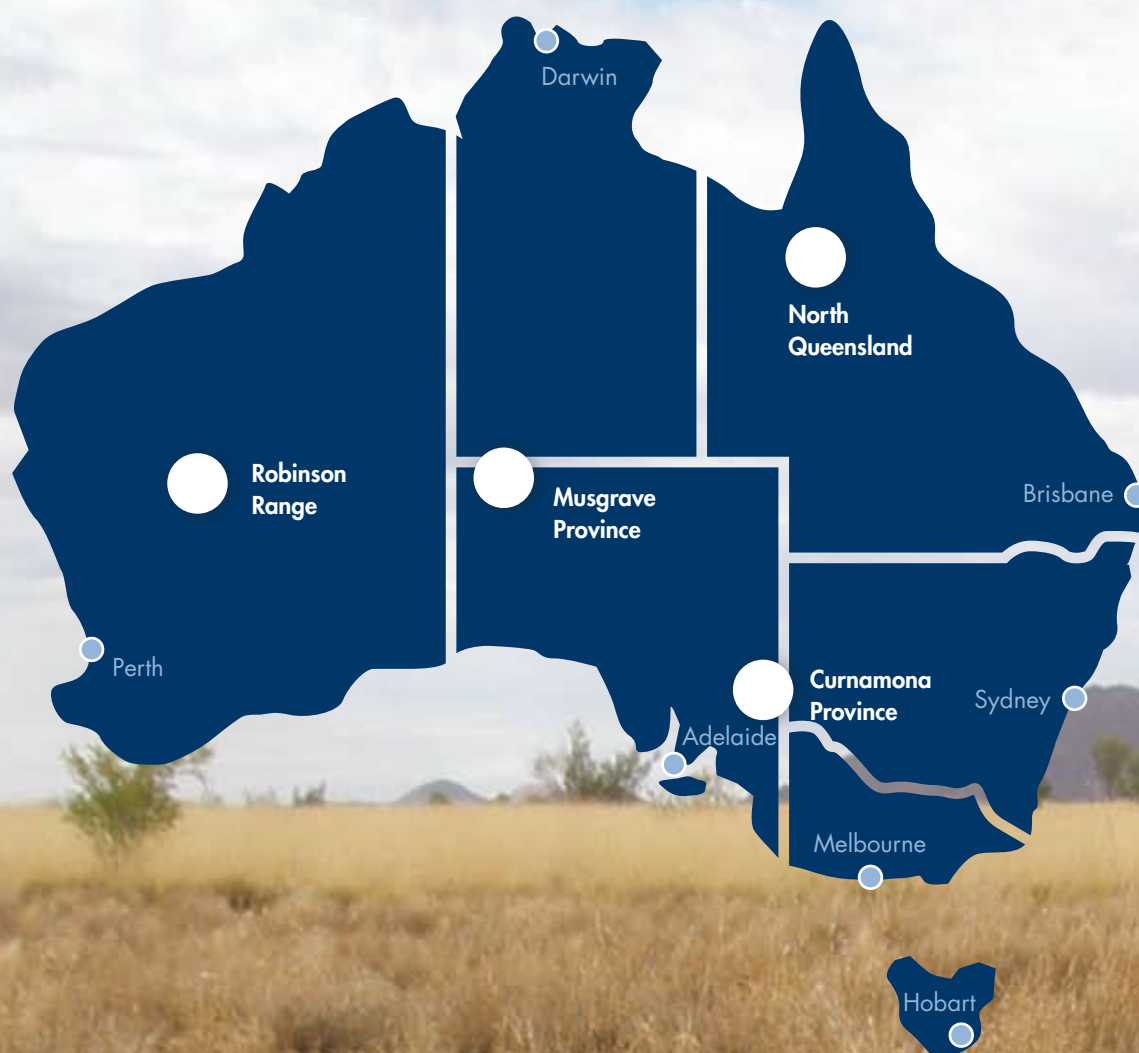 Darwin
North
Queensland
Robinson
Range
Musgrave
Province
Brisbane
Perth
Curnamona
Province
Sydney
Adelaide
Melbourne
Hobart